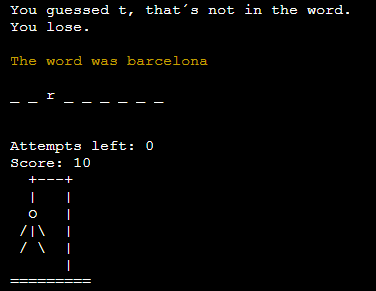 You guessed t, that´s not in the word.
You lose.
The word was barcelona
_ _ r _ _ _ _ _ _
Attempts left: 0
Score: 10
  +---+
  |   |
  o   |
 /|\  |
 / \  |
      |
=========